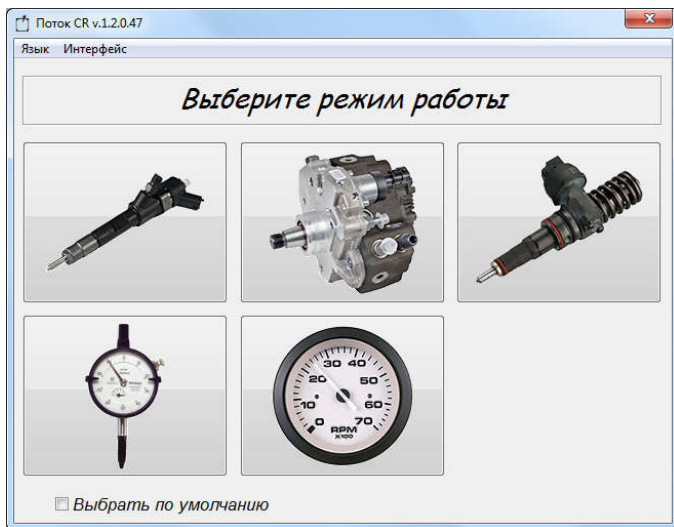 Поток CR v.1.2.0.47
Язык Интерфейс
Выберите режим работы
30 40
20 50
10 60
0 70
RPM
X100
Выбрать по умолчанию